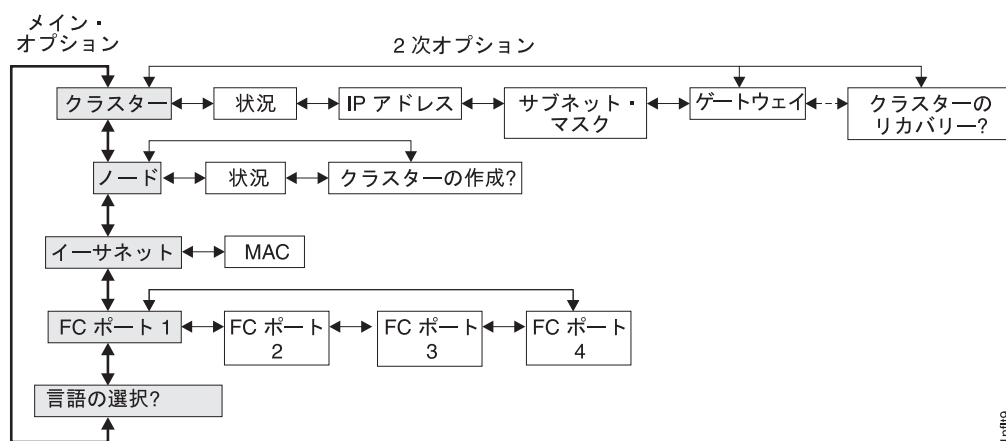 メイン・
オプション
2 次オプション
クラスター
状況
IP アドレス
サブネット・
マスク
ゲートウェイ
クラスターの
リカバリー?
ノード
状況
クラスターの作成?
イーサネット
MAC
FC ポート 1
FC ポート
2
FC ポート
3
FC ポート
4
言語の選択?